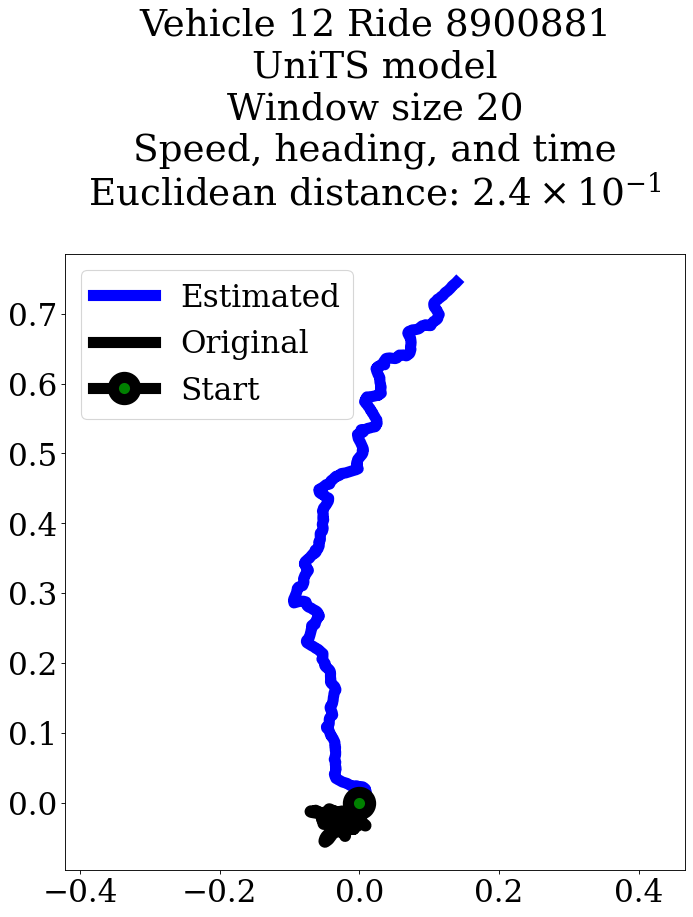 Vehicle 12 Ride 8900881
UniTS model
Window size 20
Speed, heading, and time
Euclidean distance: 2.4 × 10⁻¹
Estimated
Original
Start
0.7
0.6
0.5
0.4
0.3
0.2
0.1
0.0
−0.4 −0.2 0.0 0.2 0.4